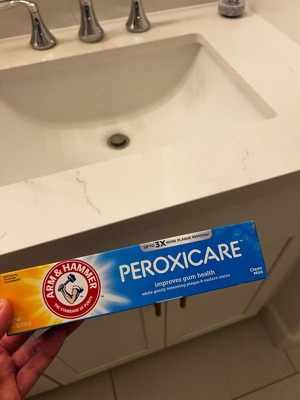 UP TO 3X MORE PLAQUE REMOVAL*
PEROXICARE™
ARM & HAMMER
THE STANDARD OF PURITY
improves gum health
while gently removing plaque & surface stains
Clean
Mint